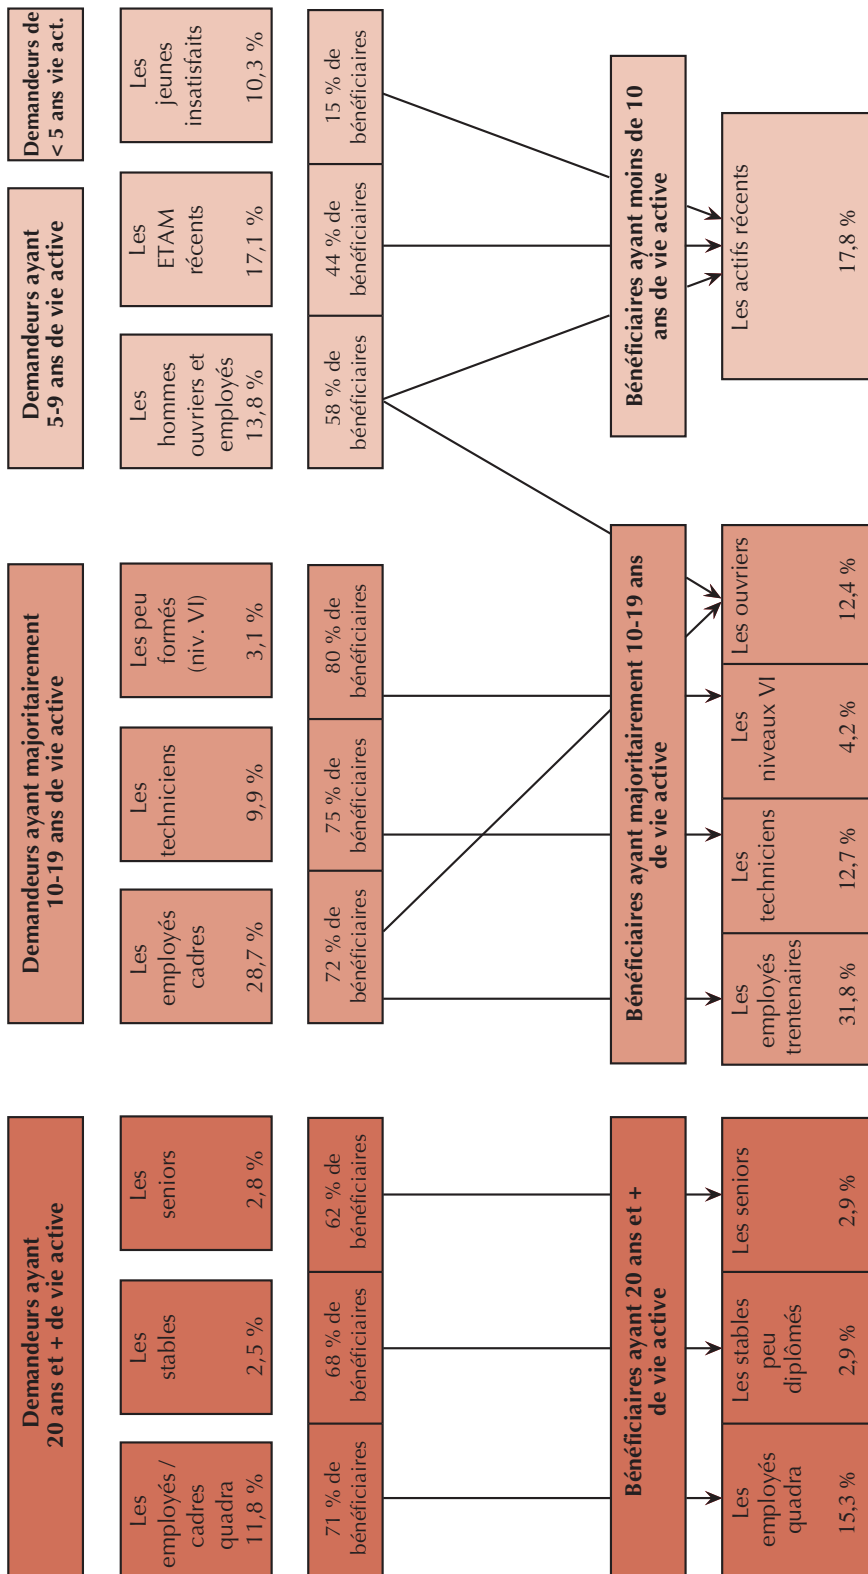 Demandeurs ayant
20 ans et + de vie active
Demandeurs ayant majoritairement
10-19 ans de vie active
Demandeurs ayant
5-9 ans de vie active
Demandeurs de
< 5 ans vie act.
Les
employés /
cadres
quadra
11,8 %
Les
stables
2,5 %
Les
seniors
2,8 %
Les
employés
cadres
28,7 %
Les
techniciens
9,9 %
Les peu
formés
(niv. VI)
3,1 %
Les
hommes
ouvriers et
employés
13,8 %
Les
ETAM
récents
17,1 %
Les
jeunes
insatisfaits
10,3 %
71 % de
bénéficiaires
68 % de
bénéficiaires
62 % de
bénéficiaires
72 % de
bénéficiaires
75 % de
bénéficiaires
80 % de
bénéficiaires
58 % de
bénéficiaires
44 % de
bénéficiaires
15 % de
bénéficiaires
Bénéficiaires ayant 20 ans et +
de vie active
Bénéficiaires ayant majoritairement 10-19 ans
de vie active
Bénéficiaires ayant moins de 10
ans de vie active
Les
employés
quadra
15,3 %
Les stables
peu
diplômés
2,9 %
Les seniors
2,9 %
Les
employés
trentenaires
31,8 %
Les
techniciens
12,7 %
Les
niveaux VI
4,2 %
Les ouvriers
12,4 %
Les actifs récents
17,8 %